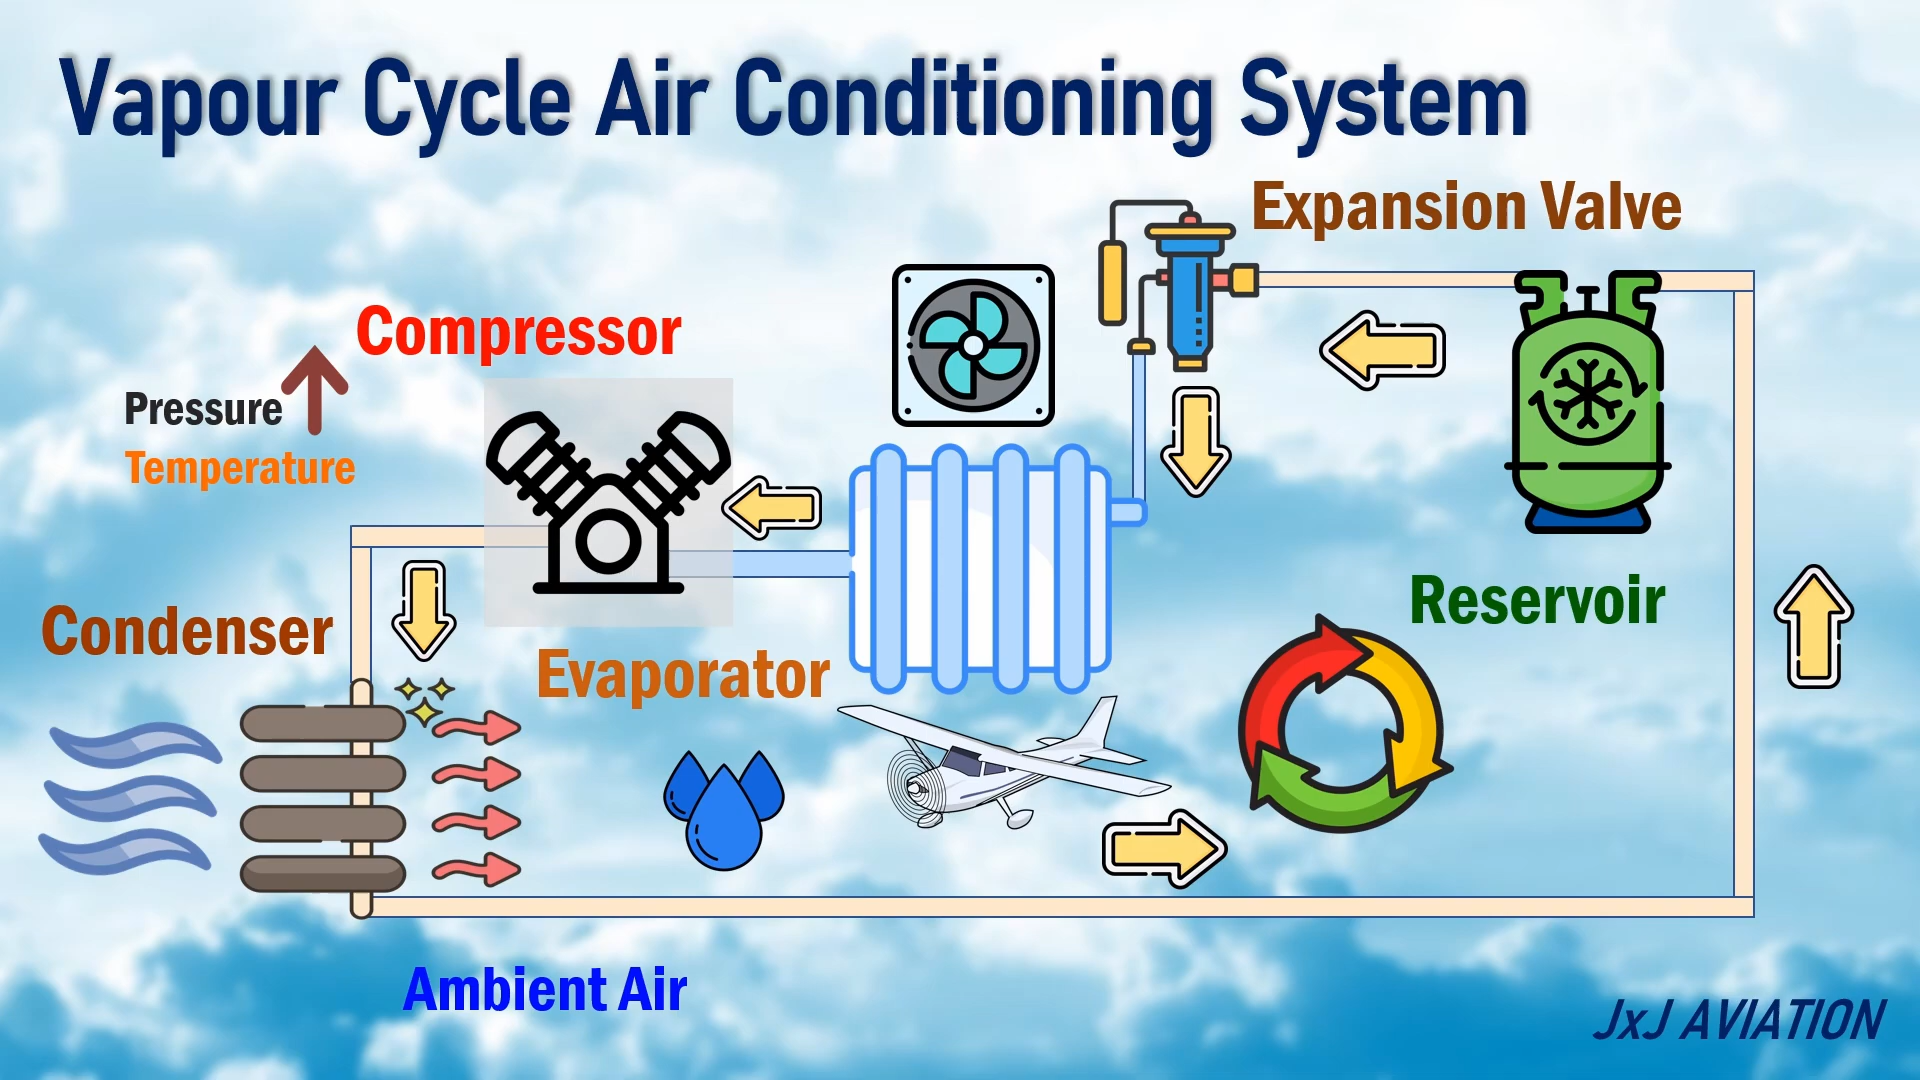 Vapour Cycle Air Conditioning System
Expansion Valve
Compressor
Pressure
Temperature
Reservoir
Condenser
Evaporator
Ambient Air
JxJ AVIATION